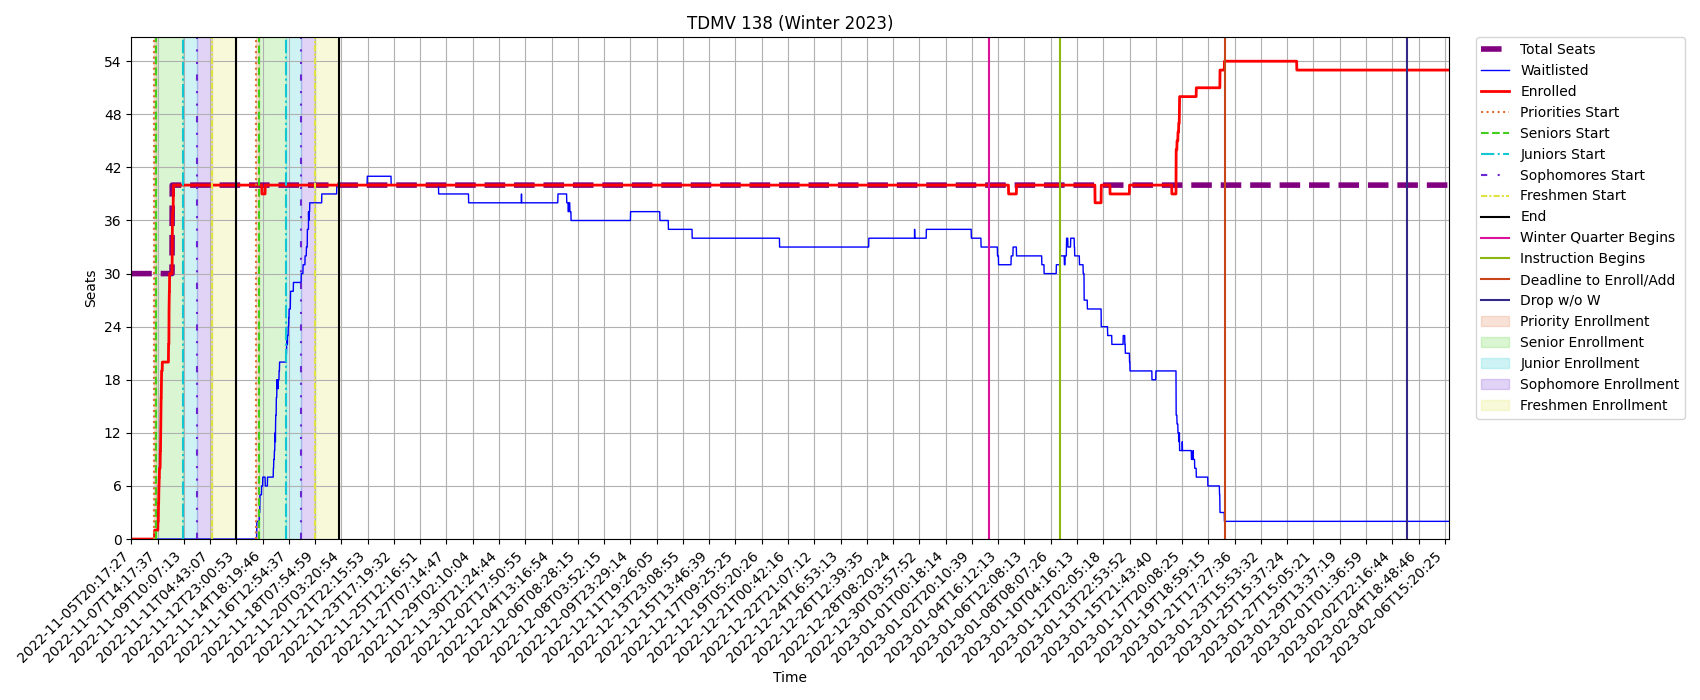 TDMV 138 (Winter 2023)
Seats
54
48
42
36
30
24
18
12
6
0
2022-11-05T20:17:27
2022-11-07T14:17:37
2022-11-09T10:07:13
2022-11-11T04:43:07
2022-11-12T23:00:53
2022-11-14T18:19:46
2022-11-16T12:54:37
2022-11-18T07:54:59
2022-11-20T03:20:54
2022-11-21T22:15:53
2022-11-23T17:19:32
2022-11-25T12:16:51
2022-11-27T07:14:47
2022-11-29T02:10:04
2022-11-30T21:24:44
2022-12-02T17:50:55
2022-12-04T13:16:54
2022-12-06T08:28:15
2022-12-08T03:52:15
2022-12-09T23:29:14
2022-12-11T19:26:05
2022-12-13T13:08:55
2022-12-15T13:46:39
2022-12-17T09:25:25
2022-12-19T05:20:26
2022-12-21T00:42:16
2022-12-22T21:07:12
2022-12-24T16:53:13
2022-12-26T12:39:35
2022-12-28T08:20:24
2022-12-30T03:57:52
2023-01-01T00:18:14
2023-01-02T20:10:39
2023-01-04T16:12:13
2023-01-06T12:08:13
2023-01-08T08:07:26
2023-01-10T04:16:13
2023-01-12T02:05:18
2023-01-13T22:53:52
2023-01-15T21:43:40
2023-01-17T20:08:25
2023-01-19T18:59:15
2023-01-21T17:27:36
2023-01-23T15:53:32
2023-01-25T15:37:24
2023-01-27T15:05:21
2023-01-29T13:37:19
2023-02-01T01:36:59
2023-02-02T22:16:44
2023-02-04T18:48:46
2023-02-06T15:20:25
Time
Total Seats
Waitlisted
Enrolled
Priorities Start
Seniors Start
Juniors Start
Sophomores Start
Freshmen Start
End
Winter Quarter Begins
Instruction Begins
Deadline to Enroll/Add
Drop w/o W
Priority Enrollment
Senior Enrollment
Junior Enrollment
Sophomore Enrollment
Freshmen Enrollment